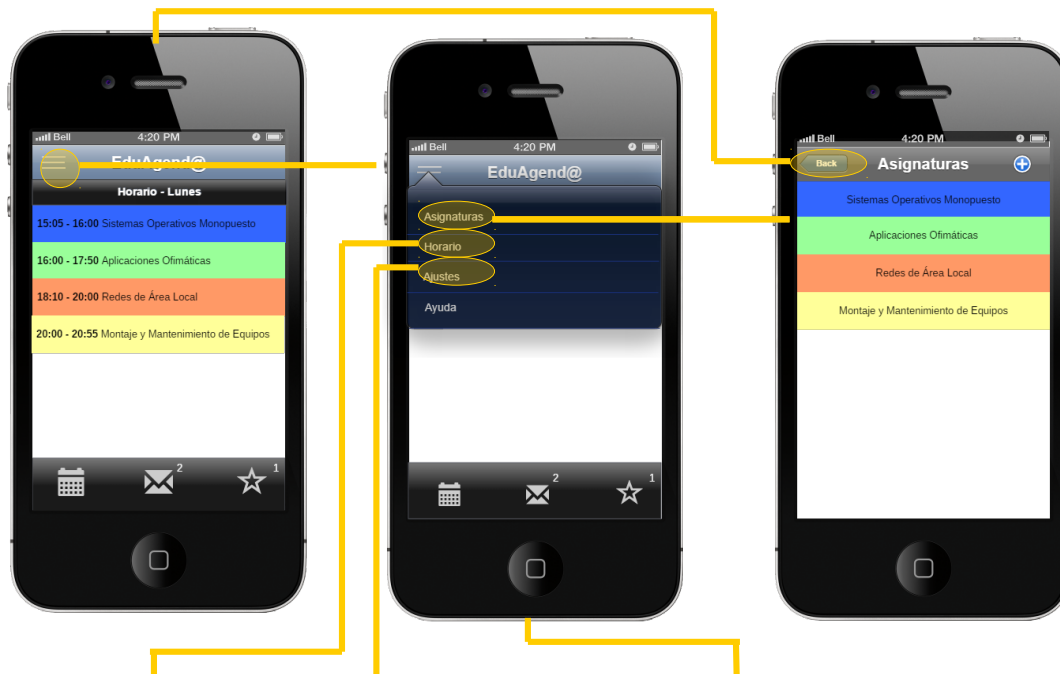 Bell 4:20 PM
EduAgend@
Horario - Lunes
15:05 - 16:00 Sistemas Operativos Monopuesto
16:00 - 17:50 Aplicaciones Ofimáticas
18:10 - 20:00 Redes de Área Local
20:00 - 20:55 Montaje y Mantenimiento de Equipos
2 1
Bell 4:20 PM
EduAgend@
Asignaturas
Horario
Ajustes
Ayuda
2 1
Bell 4:20 PM
Back Asignaturas
Sistemas Operativos Monopuesto
Aplicaciones Ofimáticas
Redes de Área Local
Montaje y Mantenimiento de Equipos